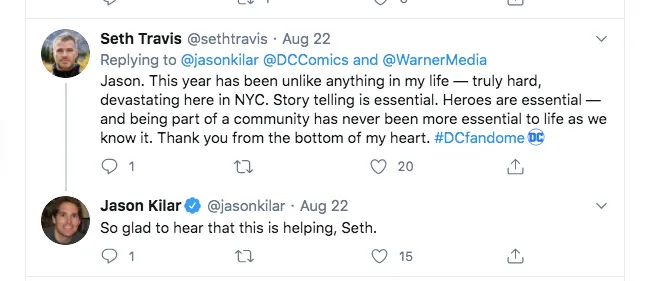 Seth Travis @sethtravis · Aug 22
Replying to @jasonkilar @DCComics and @WarnerMedia
Jason. This year has been unlike anything in my life — truly hard,
devastating here in NYC. Story telling is essential. Heroes are essential —
and being part of a community has never been more essential to life as we
know it. Thank you from the bottom of my heart. #DCfandome DC
1 20
Jason Kilar @jasonkilar · Aug 22
So glad to hear that this is helping, Seth.
1 15